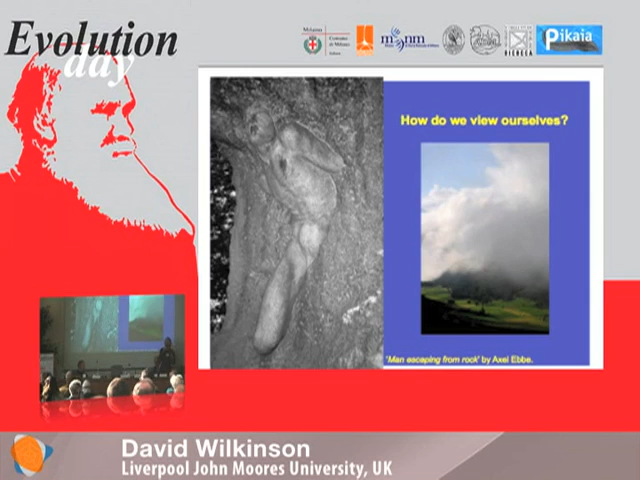 Evolution
day
Pikaia
How do we view ourselves?
'Man escaping from rock' by Axel Ebbe.
David Wilkinson
Liverpool John Moores University, UK